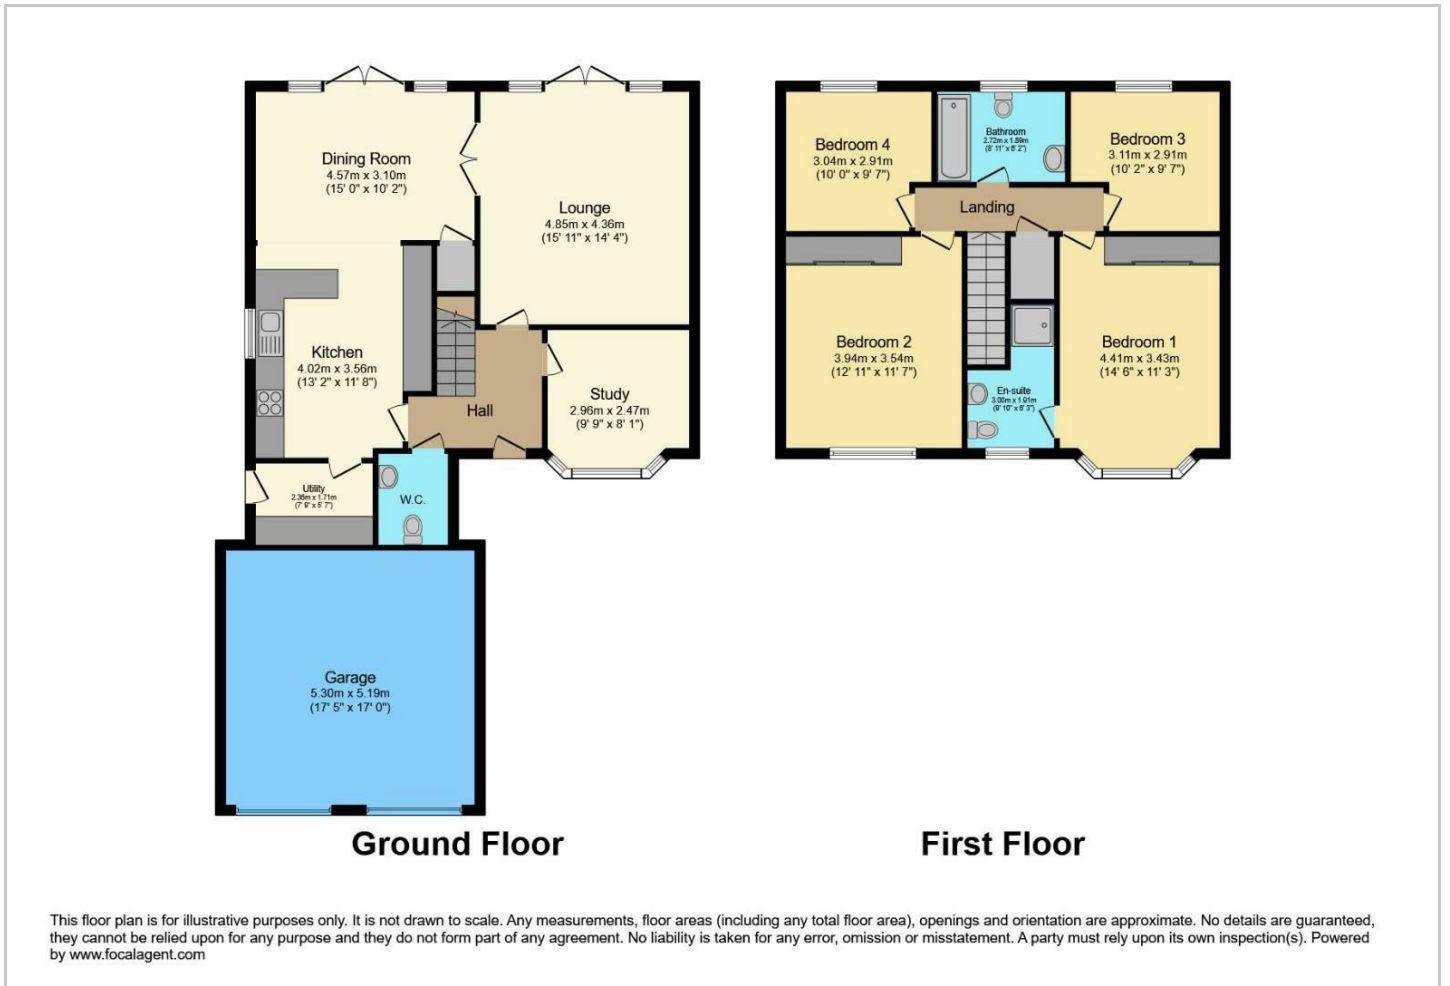 Dining Room
4.57m x 3.10m
(15' 0" x 10' 2")
Lounge
4.85m x 4.36m
(15' 11" x 14' 4")
Kitchen
4.02m x 3.56m
(13' 2" x 11' 8")
Hall
Study
2.96m x 2.47m
(9' 9" x 8' 1")
Utility
2.36m x 1.71m
(7' 9" x 5' 7")
W.C.
Garage
5.30m x 5.19m
(17' 5" x 17' 0")
Ground Floor
Bedroom 4
3.04m x 2.91m
(10' 0" x 9' 7")
Bathroom
2.72m x 1.89m
(8' 11" x 6' 2")
Bedroom 3
3.11m x 2.91m
(10' 2" x 9' 7")
Landing
Bedroom 2
3.94m x 3.54m
(12' 11" x 11' 7")
Bedroom 1
4.41m x 3.43m
(14' 6" x 11' 3")
En-suite
3.00m x 1.91m
(9' 10" x 6' 3")
First Floor
This floor plan is for illustrative purposes only. It is not drawn to scale. Any measurements, floor areas (including any total floor area), openings and orientation are approximate. No details are guaranteed,
they cannot be relied upon for any purpose and they do not form part of any agreement. No liability is taken for any error, omission or misstatement. A party must rely upon its own inspection(s). Powered
by www.focalagent.com